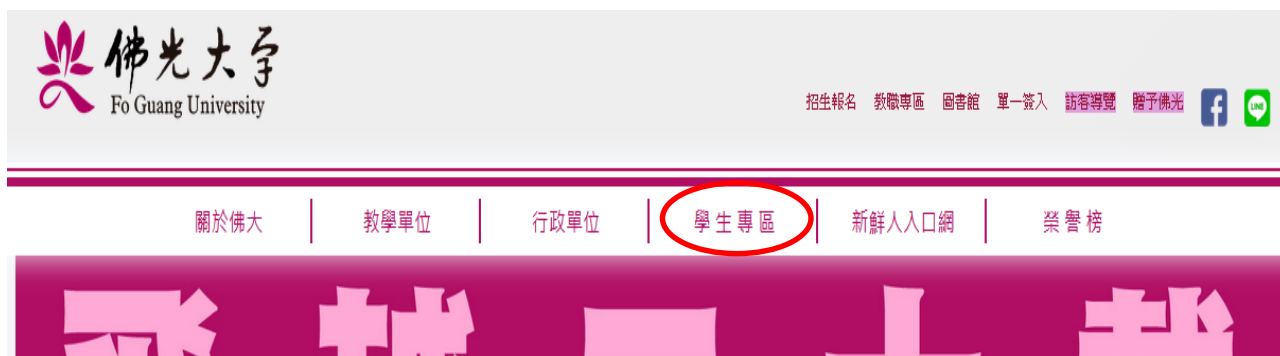 佛光大学
Fo Guang University
招生報名 教職專區 圖書館 單一簽入 訪客導覽 贈予佛光
LINE
關於佛大 教學單位 行政單位 學生專區 新鮮人入口網 榮譽榜